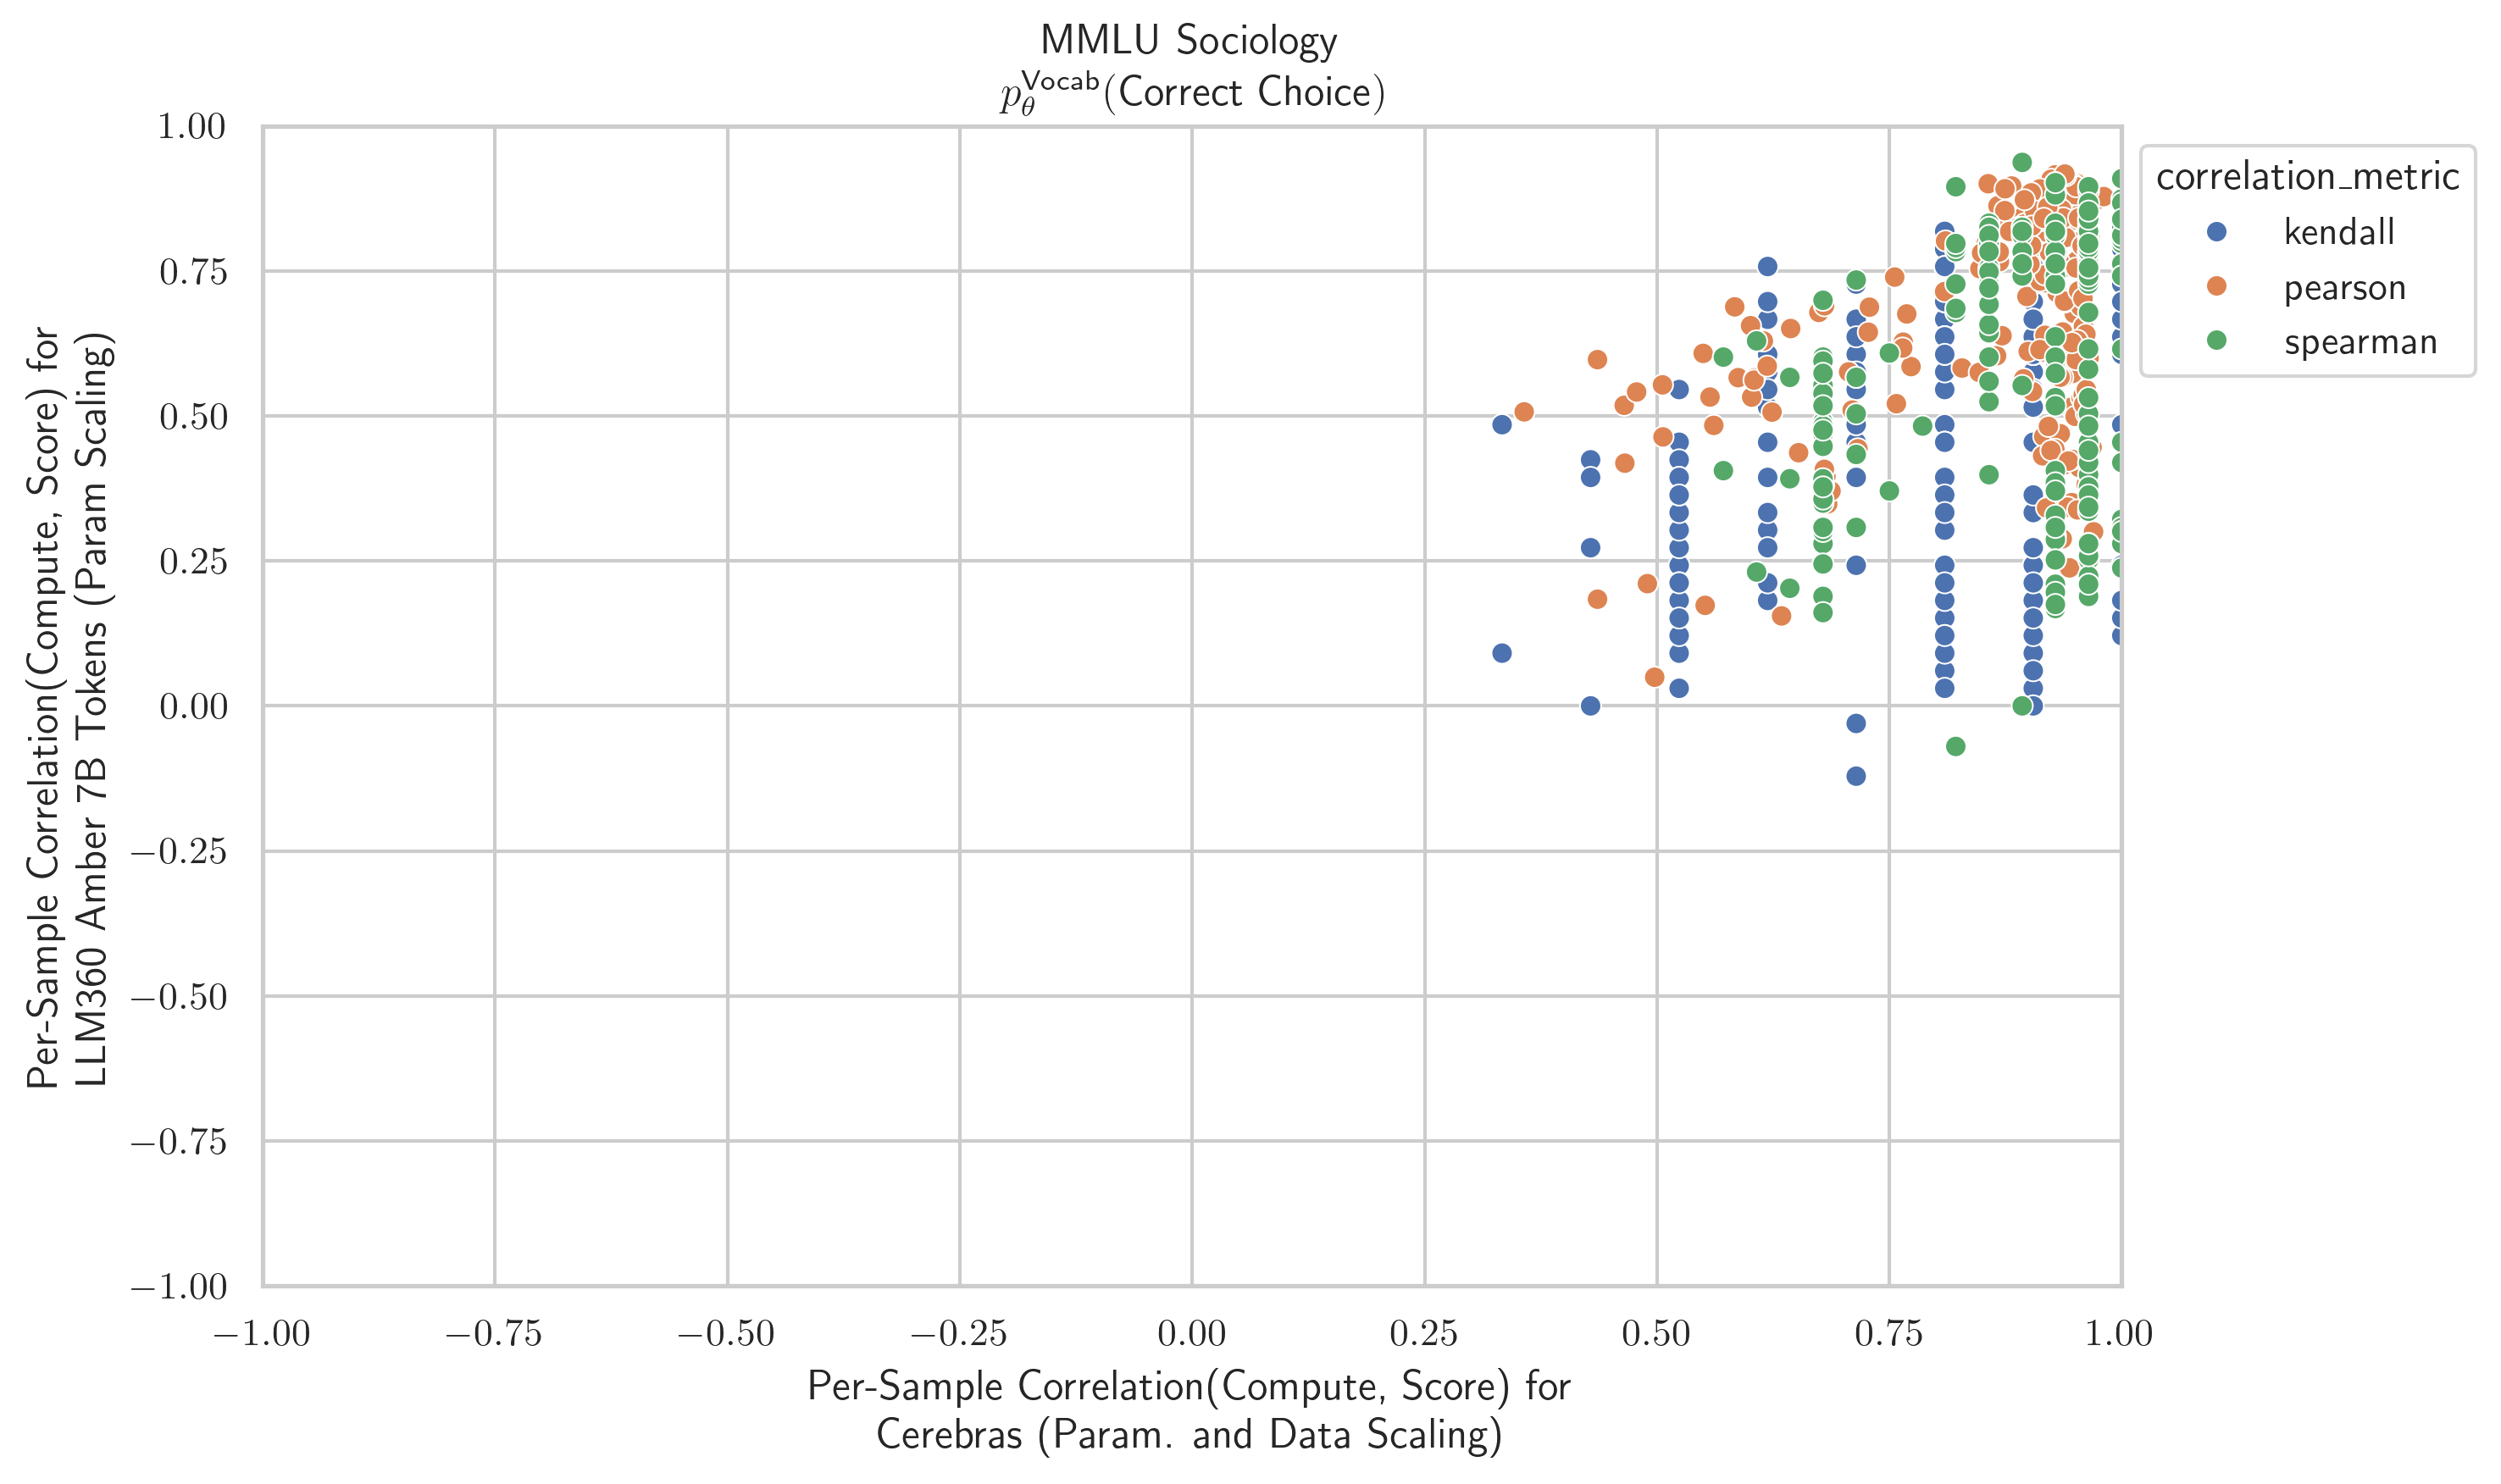 MMLU Sociology
p_θ^Vocab(Correct Choice)
1.00
0.75
0.50
0.25
0.00
−0.25
−0.50
−0.75
−1.00
Per-Sample Correlation(Compute, Score) for
LLM360 Amber 7B Tokens (Param Scaling)
correlation_metric
kendall
pearson
spearman
−1.00 −0.75 −0.50 −0.25 0.00 0.25 0.50 0.75 1.00
Per-Sample Correlation(Compute, Score) for
Cerebras (Param. and Data Scaling)